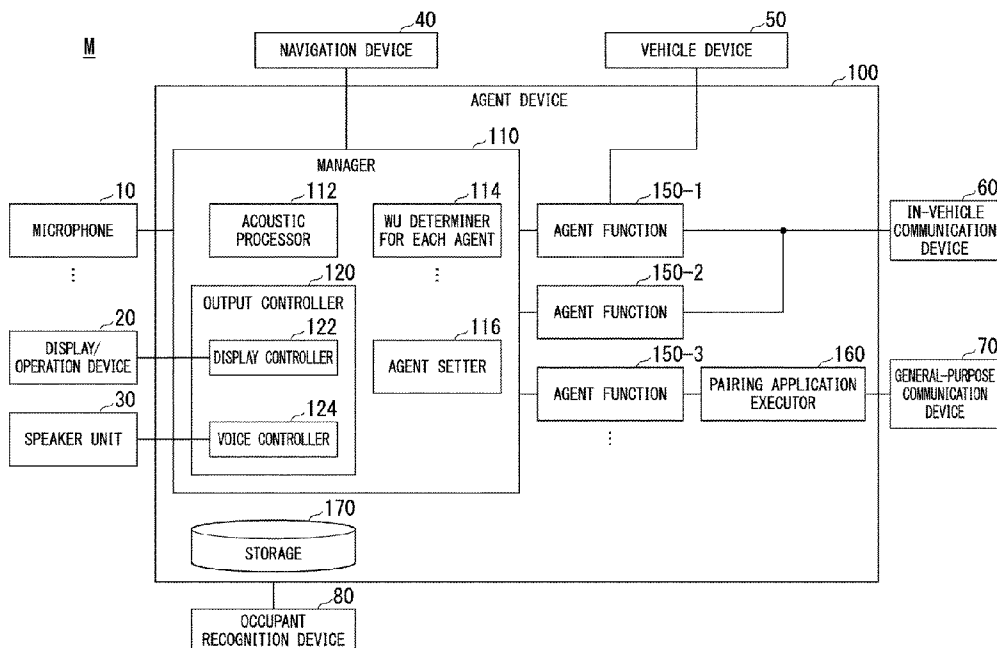 M
40
NAVIGATION DEVICE
50
VEHICLE DEVICE
100
AGENT DEVICE
110
MANAGER
10
MICROPHONE
112
ACOUSTIC
PROCESSOR
114
WU DETERMINER
FOR EACH AGENT
150-1
AGENT FUNCTION
60
IN-VEHICLE
COMMUNICATION
DEVICE
120
OUTPUT CONTROLLER
150-2
AGENT FUNCTION
20
DISPLAY/
OPERATION DEVICE
122
DISPLAY CONTROLLER
116
AGENT SETTER
150-3
AGENT FUNCTION
160
PAIRING APPLICATION
EXECUTOR
70
GENERAL-PURPOSE
COMMUNICATION
DEVICE
30
SPEAKER UNIT
124
VOICE CONTROLLER
170
STORAGE
80
OCCUPANT
RECOGNITION DEVICE